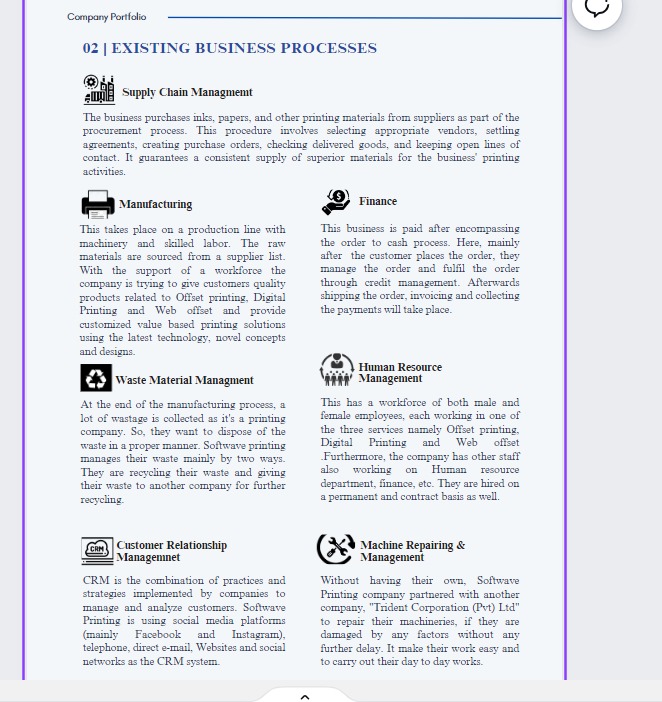 Company Portfolio
02 | EXISTING BUSINESS PROCESSES
Supply Chain Managmemt
The business purchases inks, papers, and other printing materials from suppliers as part of the
procurement process. This procedure involves selecting appropriate vendors, settling
agreements, creating purchase orders, checking delivered goods, and keeping open lines of
contact. It guarantees a consistent supply of superior materials for the business' printing
activities.
Manufacturing
This takes place on a production line with
machinery and skilled labor. The raw
materials are sourced from a supplier list.
With the support of a workforce the
company is trying to give customers quality
products related to Offset printing, Digital
Printing and Web offset and provide
customized value based printing solutions
using the latest technology, novel concepts
and designs.
Finance
This business is paid after encompassing
the order to cash process. Here, mainly
after the customer places the order, they
manage the order and fulfil the order
through credit management. Afterwards
shipping the order, invoicing and collecting
the payments will take place.
Waste Material Managment
At the end of the manufacturing process, a
lot of wastage is collected as it's a printing
company. So, they want to dispose of the
waste in a proper manner. Softwave printing
manages their waste mainly by two ways.
They are recycling their waste and giving
their waste to another company for further
recycling.
Human Resource
Management
This has a workforce of both male and
female employees, each working in one of
the three services namely Offset printing,
Digital Printing and Web offset
.Furthermore, the company has other staff
also working on Human resource
department, finance, etc. They are hired on
a permanent and contract basis as well.
CRM
Customer Relationship
Managemnet
CRM is the combination of practices and
strategies implemented by companies to
manage and analyze customers. Softwave
Printing is using social media platforms
(mainly Facebook and Instagram),
telephone, direct e-mail, Websites and social
networks as the CRM system.
Machine Repairing &
Management
Without having their own, Softwave
Printing company partnered with another
company, "Trident Corporation (Pvt) Ltd"
to repair their machineries, if they are
damaged by any factors without any
further delay. It make their work easy and
to carry out their day to day works.